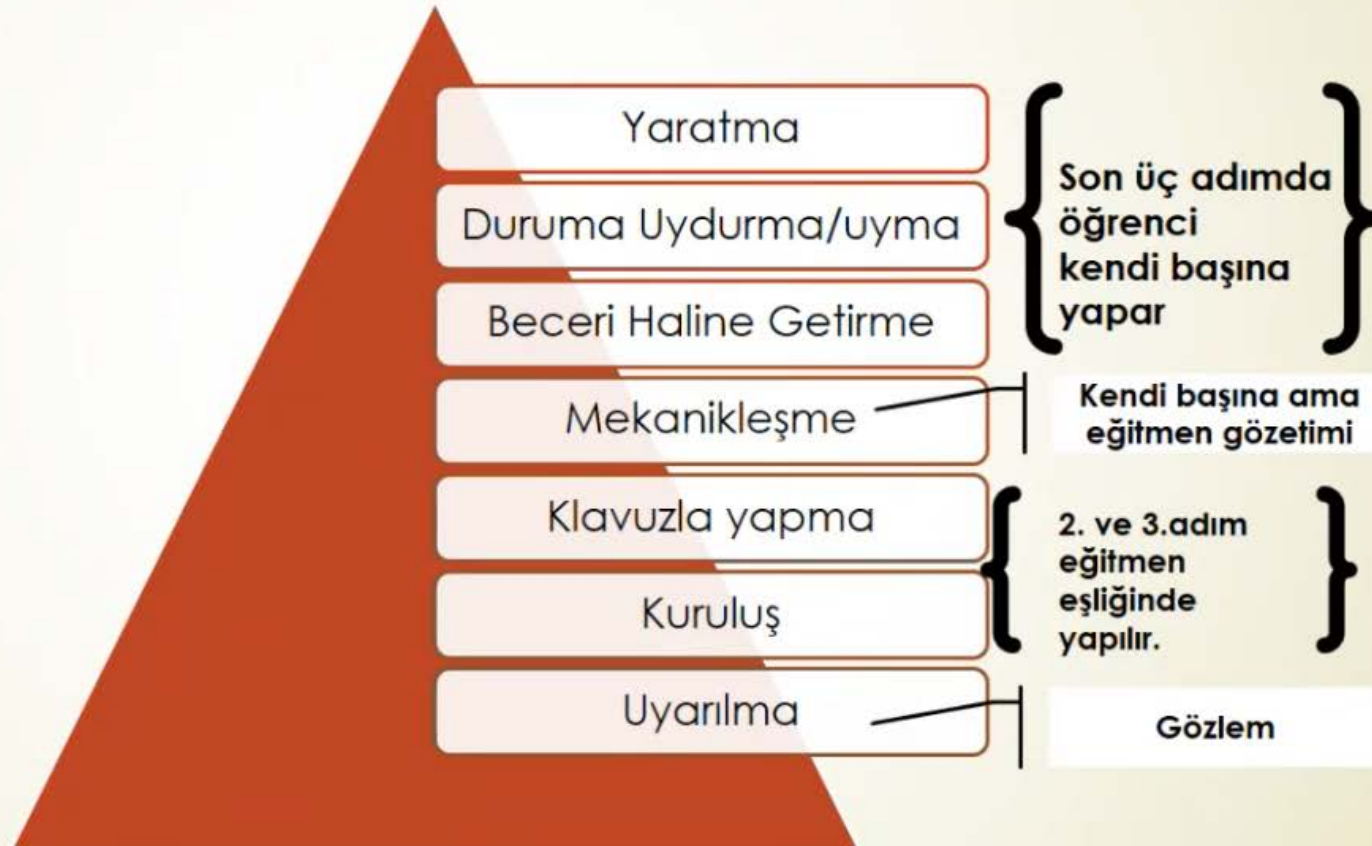 Yaratma
Duruma Uydurma/uyma
Beceri Haline Getirme
Mekanikleşme
Klavuzla yapma
Kuruluş
Uyarılma
Son üç adımda
öğrenci
kendi başına
yapar
Kendi başına ama
eğitmen gözetimi
2. ve 3.adım
eğitmen
eşliğinde
yapılır.
Gözlem